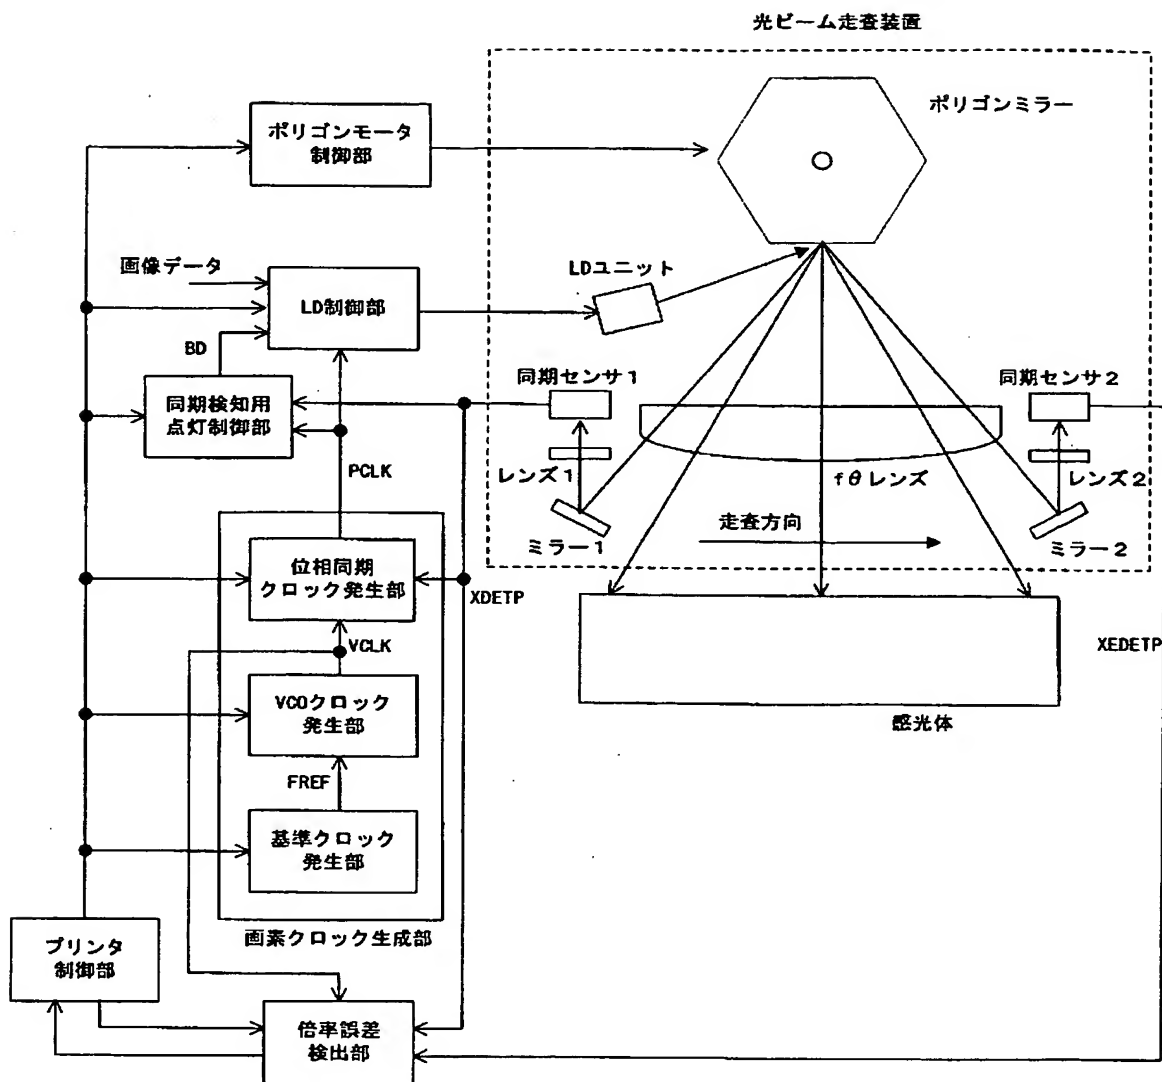 光ビーム走査装置
ポリゴンミラー
ポリゴンモータ
制御部
画像データ
LD制御部
LDユニット
BD
同期センサ1
同期センサ2
同期検知用
点灯制御部
PCLK
レンズ1
fθレンズ
レンズ2
走査方向
ミラー1
ミラー2
位相同期
クロック発生部
XDETP
VCLK
XEDETP
VCOクロック
発生部
感光体
FREF
基準クロック
発生部
画素クロック生成部
プリンタ
制御部
倍率誤差
検出部